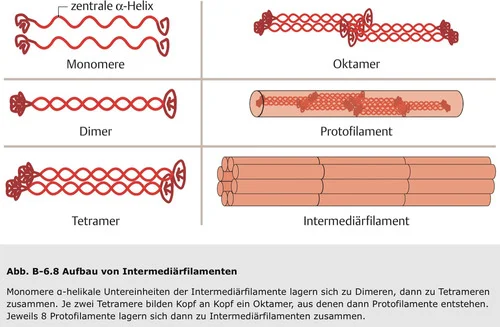 zentrale α-Helix
Monomere
Oktamer
Dimer
Protofilament
Tetramer
Intermediärfilament
Abb. B-6.8 Aufbau von Intermediärfilamenten
Monomere α-helikale Untereinheiten der Intermediärfilamente lagern sich zu Dimeren, dann zu Tetrameren
zusammen. Je zwei Tetramere bilden Kopf an Kopf ein Oktamer, aus denen dann Protofilamente entstehen.
Jeweils 8 Protofilamente lagern sich dann zu Intermediärfilamenten zusammen.